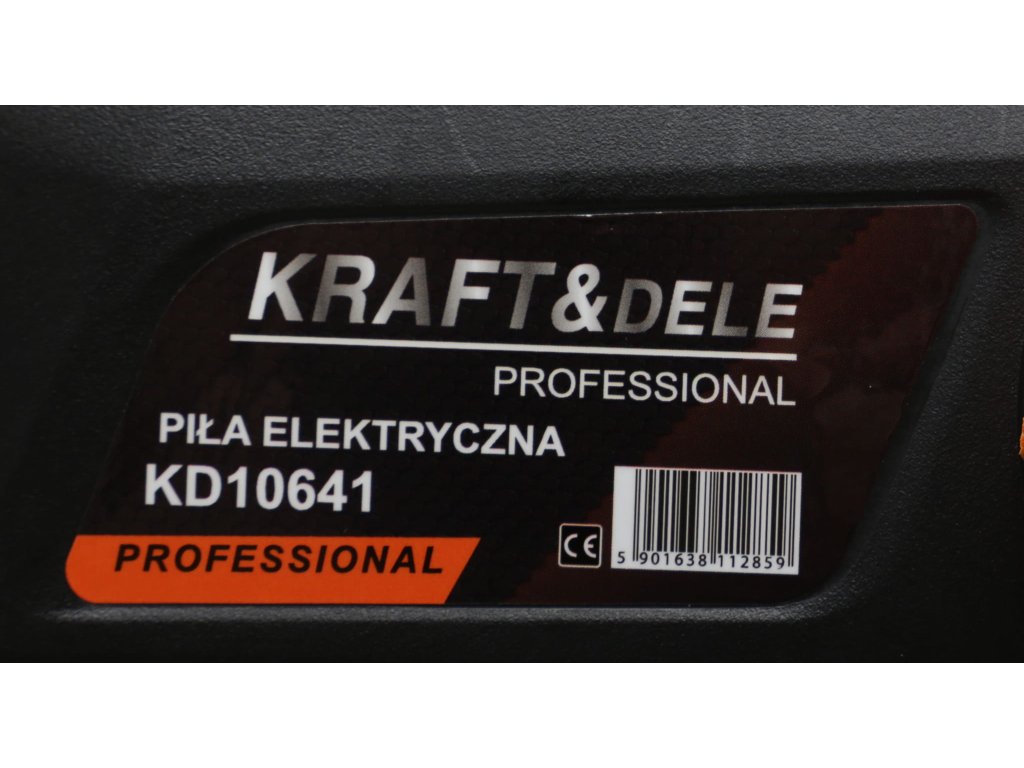 KRAFT&DELE
PROFESSIONAL
PIŁA ELEKTRYCZNA
KD10641
PROFESSIONAL
CE
5 901638 112859